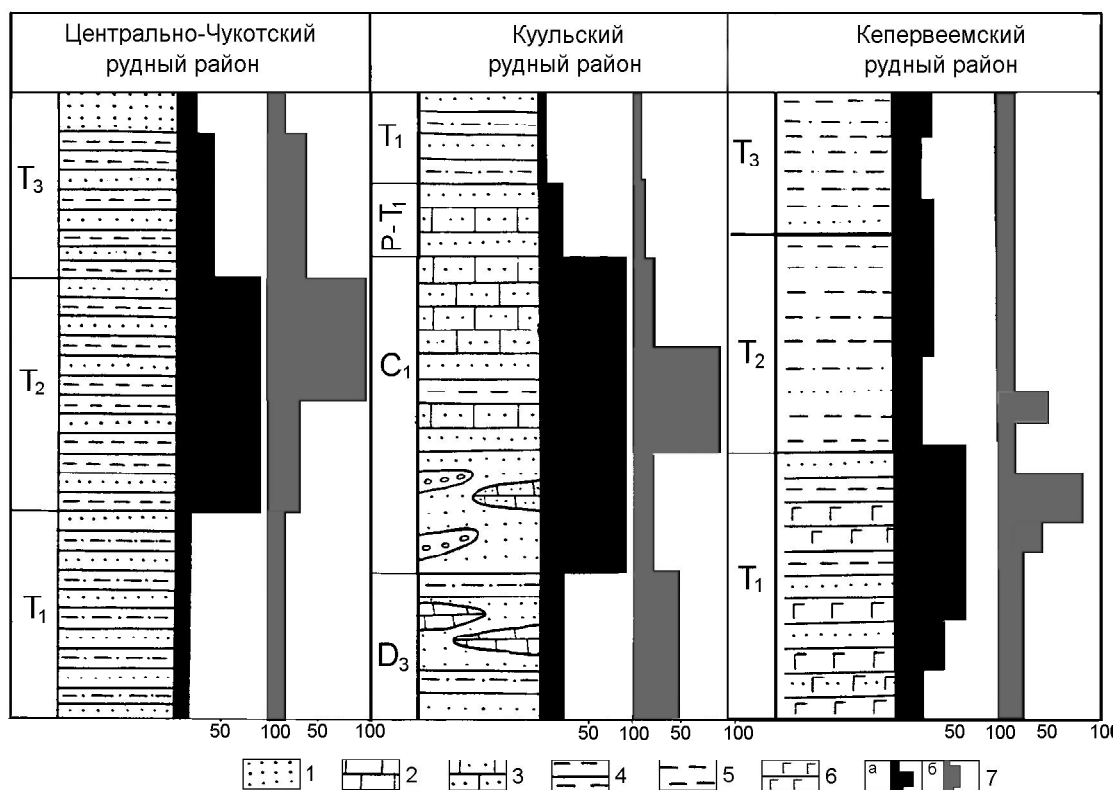 Центрально-Чукотский
рудный район
Куульский
рудный район
Кепервеемский
рудный район
T3
T2
T1
T1
P-T1
C1
D3
T3
T2
T1
50 100 50 100 50 100 50 100 50 100 50 100
1 2 3 4 5 6 а б 7